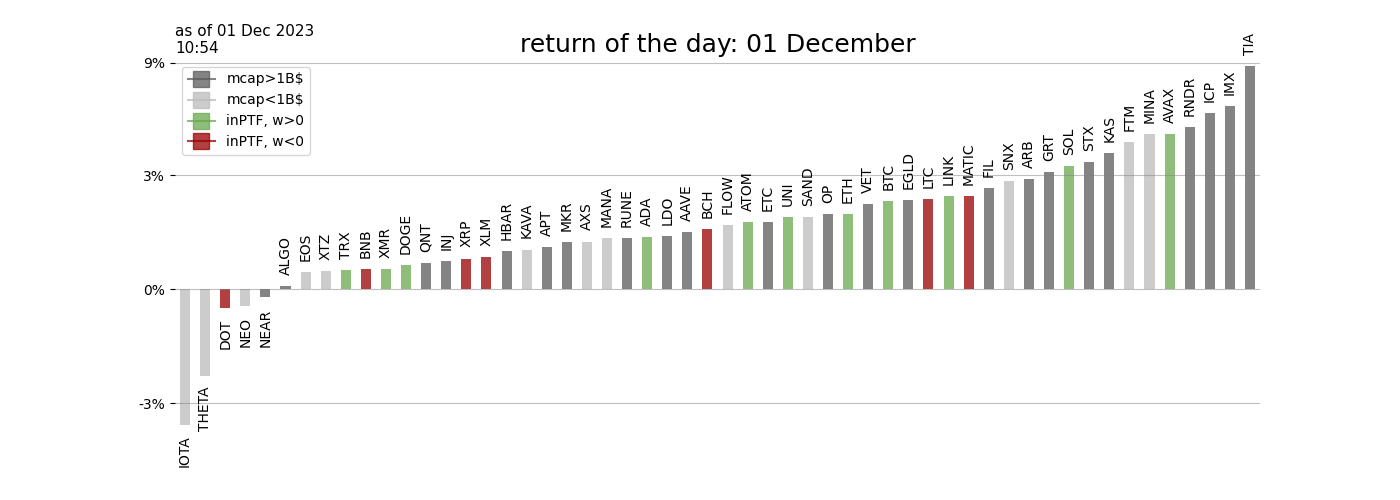 as of 01 Dec 2023
10:54
return of the day: 01 December
9%
3%
0%
-3%
mcap>1B$
mcap<1B$
inPTF, w>0
inPTF, w<0
IOTA
THETA
DOT
NEO
NEAR
ALGO
EOS
XTZ
TRX
BNB
XMR
DOGE
QNT
INJ
XRP
XLM
HBAR
KAVA
APT
MKR
AXS
MANA
RUNE
ADA
LDO
AAVE
BCH
FLOW
ATOM
ETC
UNI
SAND
OP
ETH
VET
BTC
EGLD
LTC
LINK
MATIC
FIL
SNX
ARB
GRT
SOL
STX
KAS
FTM
MINA
AVAX
RNDR
ICP
IMX
TIA